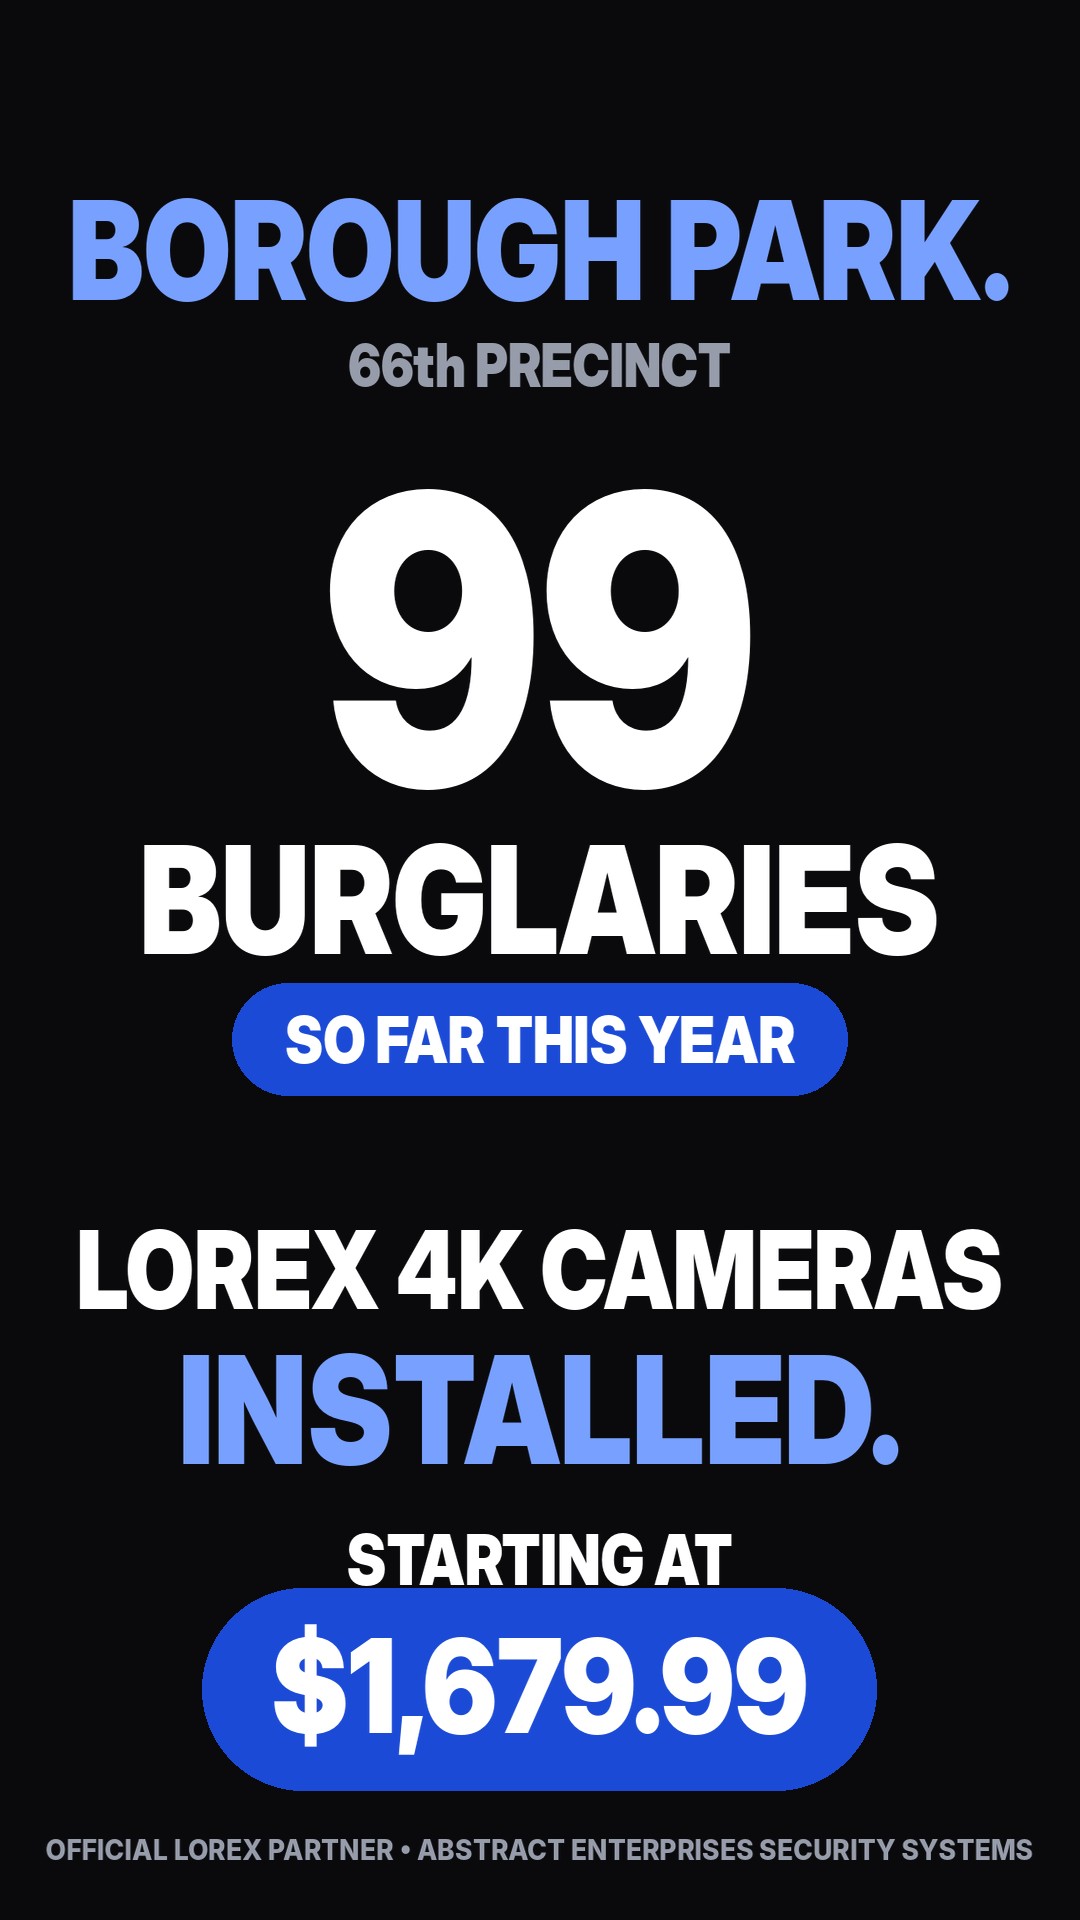 BOROUGH PARK.
66th PRECINCT
99
BURGLARIES
SO FAR THIS YEAR
LOREX 4K CAMERAS
INSTALLED.
STARTING AT
$1,679.99
OFFICIAL LOREX PARTNER • ABSTRACT ENTERPRISES SECURITY SYSTEMS